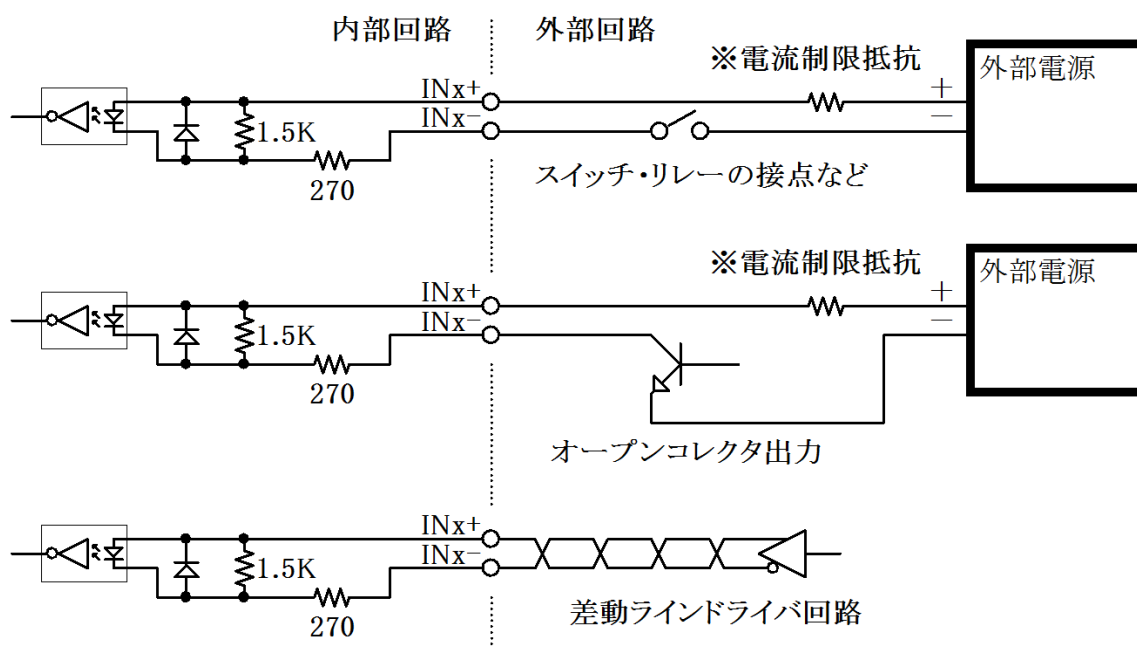 内部回路
外部回路
※電流制限抵抗
外部電源
INx+
+
INx−
−
1.5K
270
スイッチ・リレーの接点など
※電流制限抵抗
外部電源
INx+
+
INx−
−
1.5K
270
オープンコレクタ出力
INx+
INx−
1.5K
270
差動ラインドライバ回路